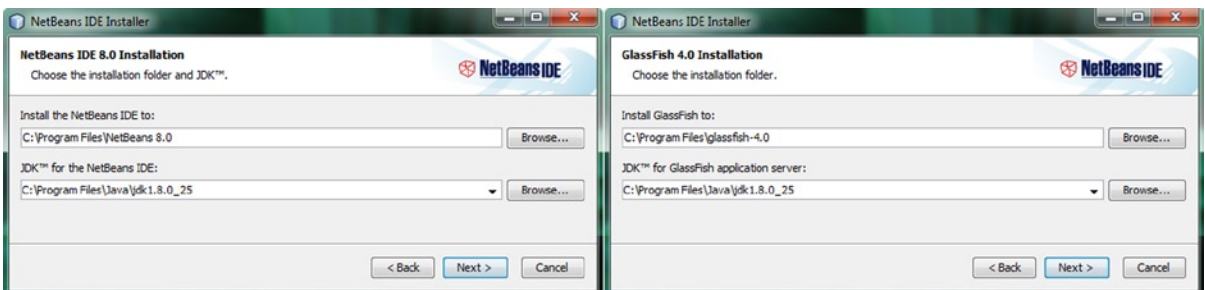 NetBeans IDE Installer
NetBeans IDE 8.0 Installation
Choose the installation folder and JDK™.
NetBeans IDE
Install the NetBeans IDE to:
C:\Program Files\NetBeans 8.0
Browse...
JDK™ for the NetBeans IDE:
C:\Program Files\Java\jdk1.8.0_25
Browse...
< Back
Next >
Cancel
NetBeans IDE Installer
GlassFish 4.0 Installation
Choose the installation folder.
NetBeans IDE
Install GlassFish to:
C:\Program Files\glassfish-4.0
Browse...
JDK™ for GlassFish application server:
C:\Program Files\Java\jdk1.8.0_25
Browse...
< Back
Next >
Cancel